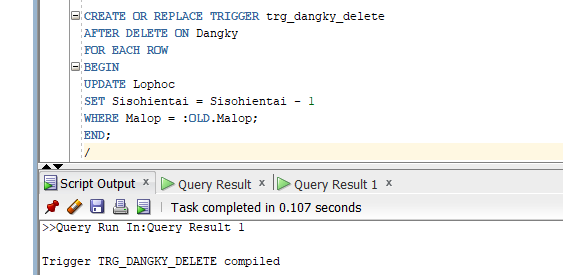 CREATE OR REPLACE TRIGGER trg_dangky_delete
AFTER DELETE ON Dangky
FOR EACH ROW
BEGIN
UPDATE Lophoc
SET Sisohientai = Sisohientai - 1
WHERE Malop = :OLD.Malop;
END;
/
Script Output x Query Result x Query Result 1 x
Task completed in 0.107 seconds
>>Query Run In:Query Result 1
Trigger TRG_DANGKY_DELETE compiled